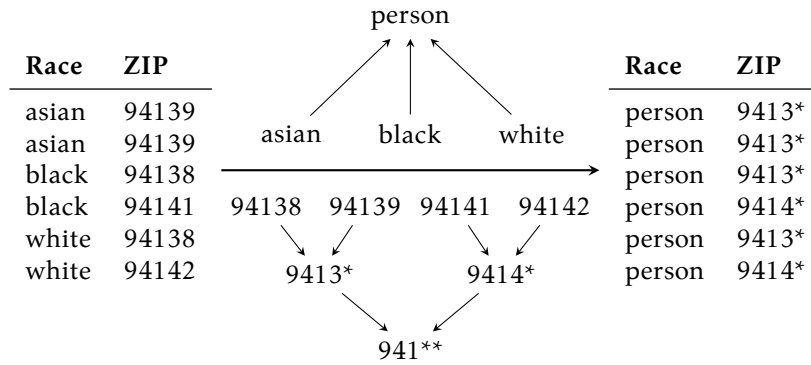 person
Race ZIP
asian 94139
asian 94139
black 94138
black 94141
white 94138
white 94142
asian black white
94138 94139 94141 94142
9413* 9414*
941**
Race ZIP
person 9413*
person 9413*
person 9413*
person 9414*
person 9413*
person 9414*